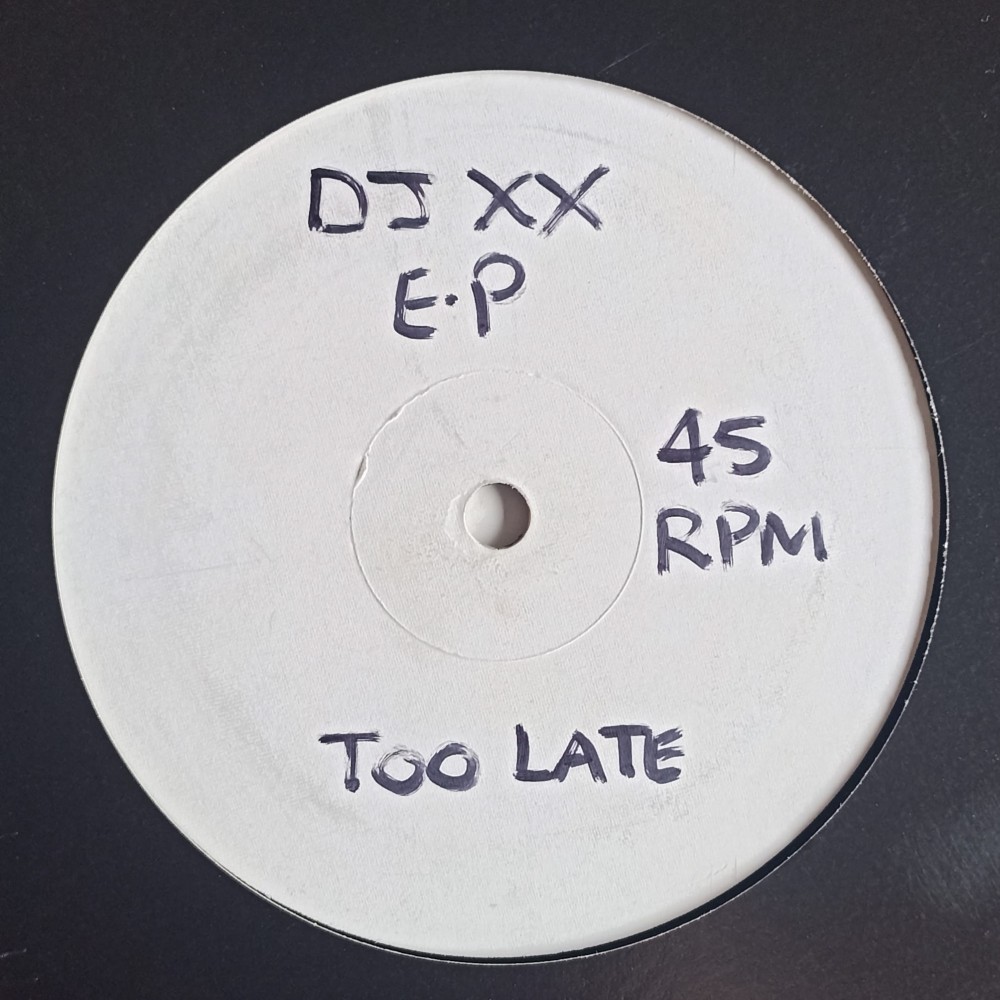 DJ XX
E·P
45
RPM
TOO LATE